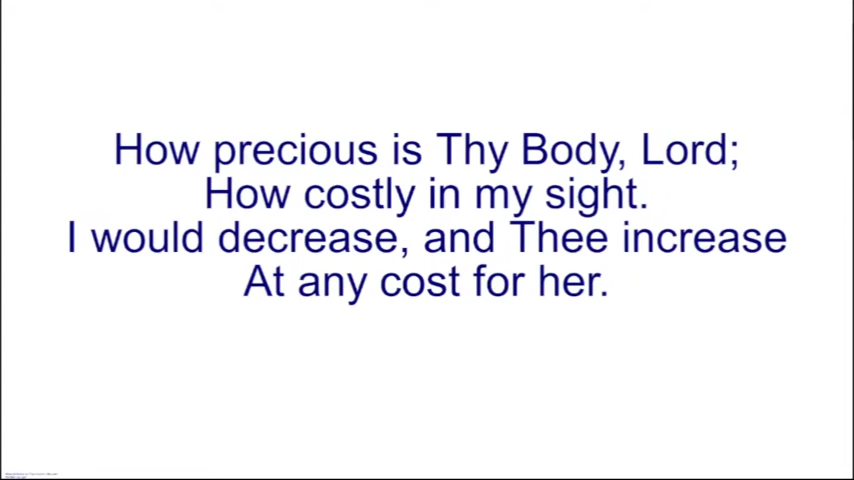 How precious is Thy Body, Lord;
How costly in my sight.
I would decrease, and Thee increase
At any cost for her.